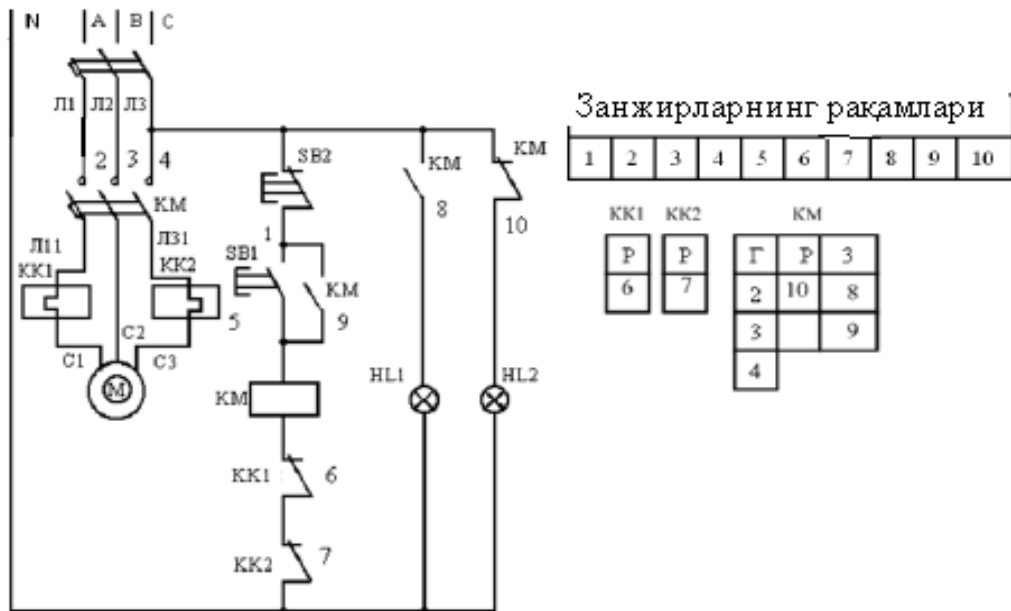 N A B C
Л1 Л2 Л3
2 3 4
KM
Л11 Л31
KK1 KK2
C1 C2 C3
M
SB2
1
SB1
5
KM
9
KM
KK1 6
KK2 7
KM
8
HL1
KM
10
HL2
Занжирларнинг рақамлари
1 2 3 4 5 6 7 8 9 10
KK1 KK2 KM
Р Р Г Р З
6 7 2 10 8
3 9
4